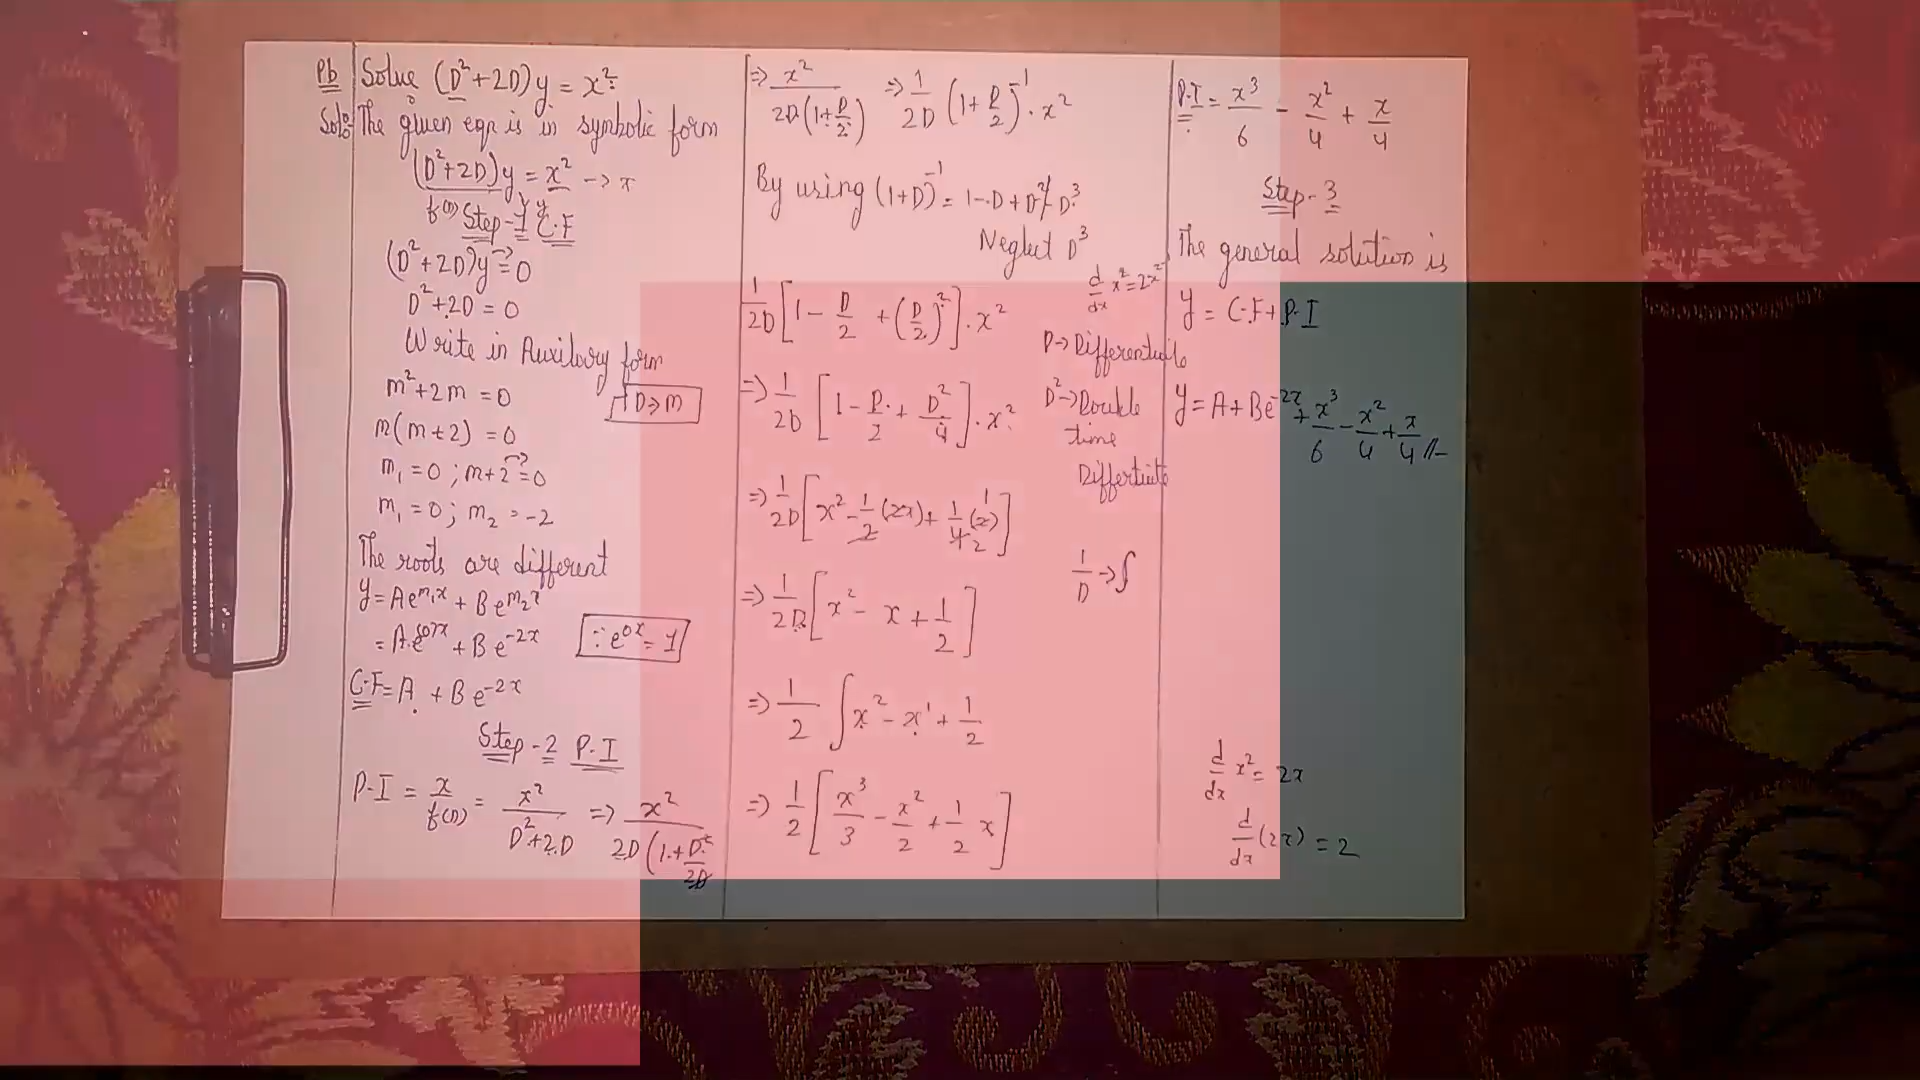 Pb Solve (D²+2D)y = x²
Soln: The given eqn is in symbolic form
(D²+2D)y = x² -> x
f(D)
Step-1 C.F
(D²+2D)y = 0
D²+2D = 0
Write in Auxilary form
m²+2m = 0
D->m
m(m+2) = 0
m₁ = 0 ; m+2 = 0
m₁ = 0 ; m₂ = -2
The roots are different
y = Ae^m₁x + Be^m₂x
= A.e^(0)x + Be^-2x
∵ e^0x = 1
C.F = A + Be^-2x
Step-2 P.I
P.I = x/f(D) = x²/D²+2D => x²/2D(1+D²/2D
=> x²/2D(1+D/2) => 1/2D (1+D/2)^-1 . x²
By using (1+D)^-1 = 1-D+D²-D³
Neglect D³
1/2D [1 - D/2 + (D/2)²] . x²
=> 1/2D [1 - D/2 + D²/4] . x²
=> 1/2D [x² - 1/2 (2x) + 1/4 (2)]
=> 1/2D [x² - x + 1/2]
=> 1/2 ∫ x² - x¹ + 1/2
=> 1/2 [x³/3 - x²/2 + 1/2 x]
d/dx x² = 2x
D-> Differentiate
D²-> Double
time
1/D -> ∫
P.I = x³/6 - x²/4 + x/4
Step-3
The general solution is
y = C.F + P.I
y = A + Be^-2x + x³/6 - x²/4 + x/4 //-
d/dx x² = 2x
d/dx (2x) = 2